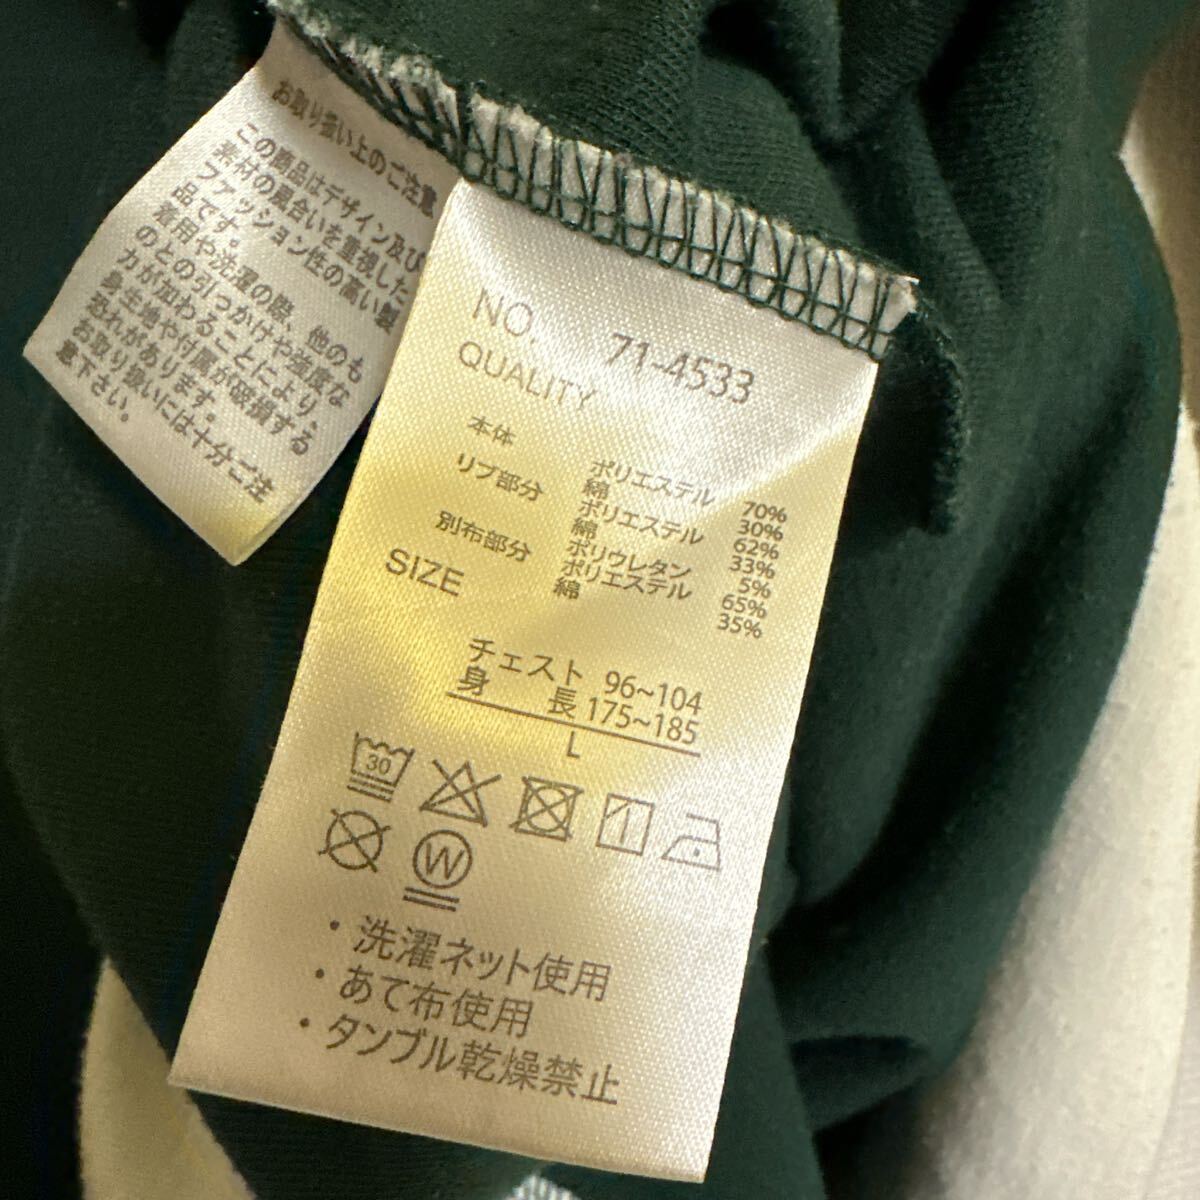 お取り扱い上のご注意
この商品はデザイン及び
素材の風合いを重視した
ファッション性の高い製
品です。
着用や洗濯の際、他のも
のとの引っかけや強度な
力が加わることにより、
身生地や付属が破損する
恐れがあります。
お取り扱いには十分ご注
意下さい。
NO. 71-4533
QUALITY
本体 ポリエステル 70%
綿 30%
リブ部分 ポリエステル 62%
綿 33%
ポリウレタン 5%
別布部分 ポリエステル 65%
綿 35%
SIZE
チェスト 96~104
身長 175~185
L
30
W
・洗濯ネット使用
・あて布使用
・タンブル乾燥禁止